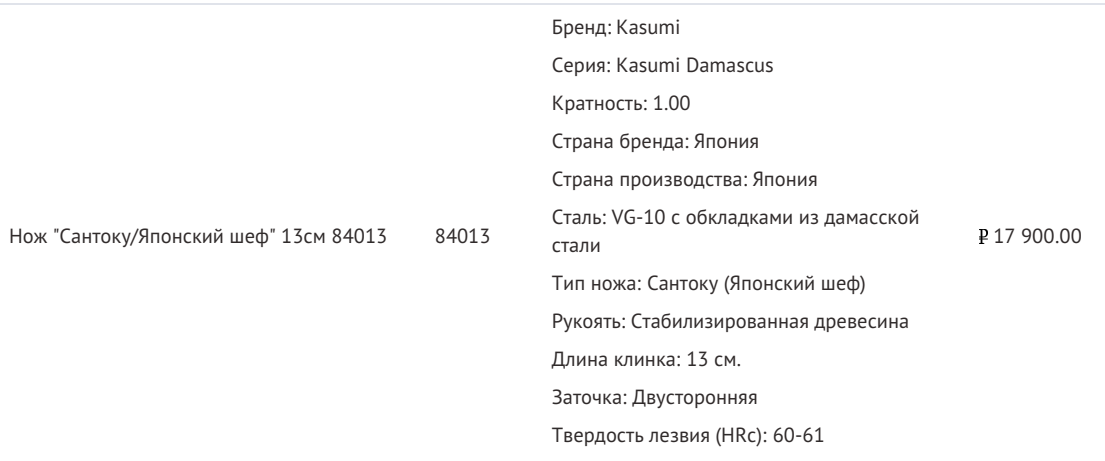 Нож "Сантоку/Японский шеф" 13см 84013
84013
Бренд: Kasumi
Серия: Kasumi Damascus
Кратность: 1.00
Страна бренда: Япония
Страна производства: Япония
Сталь: VG-10 с обкладками из дамасской
стали
Тип ножа: Сантоку (Японский шеф)
Рукоять: Стабилизированная древесина
Длина клинка: 13 см.
Заточка: Двусторонняя
Твердость лезвия (HRc): 60-61
₽ 17 900.00